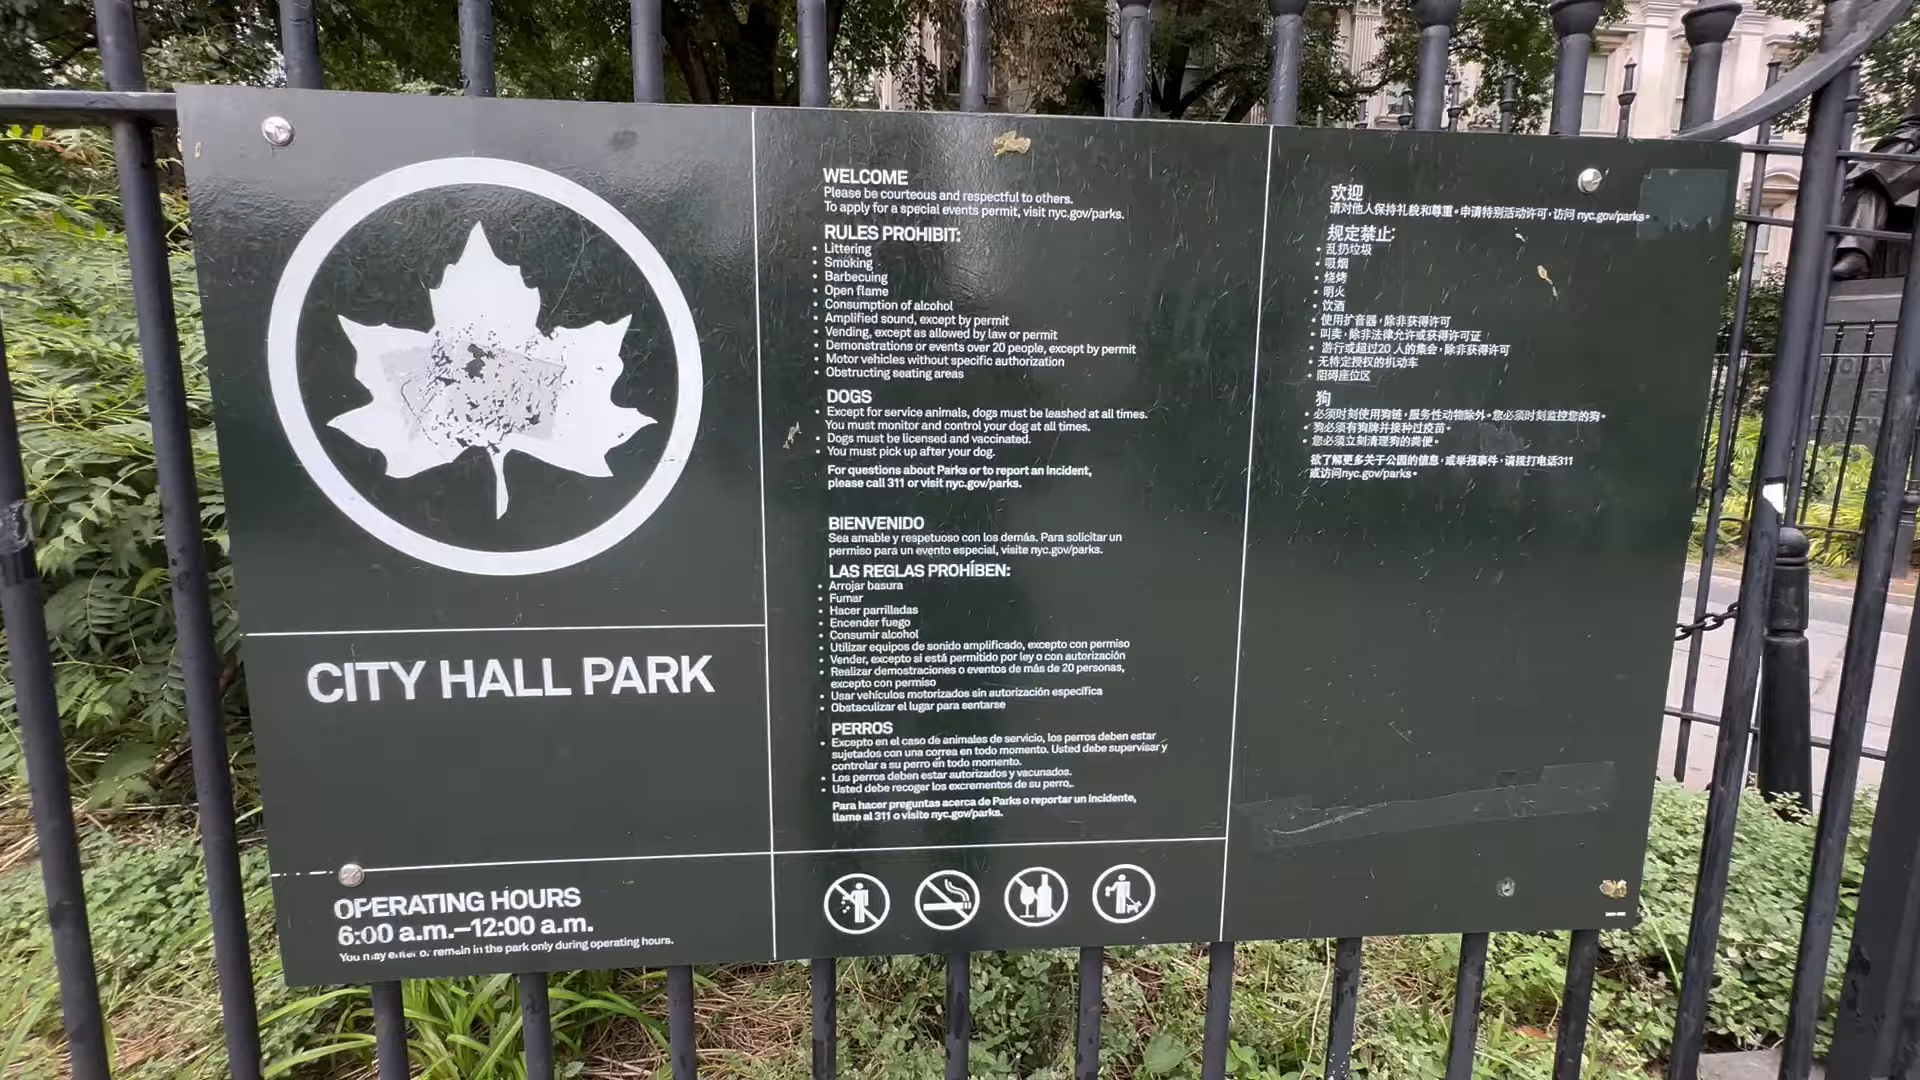 CITY HALL PARK
OPERATING HOURS
6:00 a.m.–12:00 a.m.
You may enter or remain in the park only during operating hours.
WELCOME
Please be courteous and respectful to others.
To apply for a special events permit, visit nyc.gov/parks.
RULES PROHIBIT:
• Littering
• Smoking
• Barbecuing
• Open flame
• Consumption of alcohol
• Amplified sound, except by permit
• Vending, except as allowed by law or permit
• Demonstrations or events over 20 people, except by permit
• Motor vehicles without specific authorization
• Obstructing seating areas
DOGS
• Except for service animals, dogs must be leashed at all times.
You must monitor and control your dog at all times.
• Dogs must be licensed and vaccinated.
• You must pick up after your dog.
For questions about Parks or to report an incident,
please call 311 or visit nyc.gov/parks.
BIENVENIDO
Sea amable y respetuoso con los demás. Para solicitar un
permiso para un evento especial, visite nyc.gov/parks.
LAS REGLAS PROHÍBEN:
• Arrojar basura
• Fumar
• Hacer parrilladas
• Encender fuego
• Consumir alcohol
• Utilizar equipos de sonido amplificado, excepto con permiso
• Vender, excepto si está permitido por ley o con autorización
• Realizar demostraciones o eventos de más de 20 personas,
excepto con permiso
• Usar vehículos motorizados sin autorización específica
• Obstaculizar el lugar para sentarse
PERROS
• Excepto en el caso de animales de servicio, los perros deben estar
sujetados con una correa en todo momento. Usted debe supervisar y
controlar a su perro en todo momento.
• Los perros deben estar autorizados y vacunados.
• Usted debe recoger los excrementos de su perro.
Para hacer preguntas acerca de Parks o reportar un incidente,
llame al 311 o visite nyc.gov/parks.
欢迎
请对他人保持礼貌和尊重。申请特别活动许可，访问 nyc.gov/parks。
规定禁止：
• 乱扔垃圾
• 吸烟
• 烧烤
• 明火
• 饮酒
• 使用扩音器，除非获得许可
• 叫卖，除非法律允许或获得许可证
• 游行或超过20 人的集会，除非获得许可
• 无特定授权的机动车
• 阻碍座位区
狗
• 必须时刻使用狗链，服务性动物除外。您必须时刻监控您的狗。
• 狗必须有狗牌并接种过疫苗。
• 您必须立刻清理狗的粪便。
欲了解更多关于公园的信息，或举报事件，请拨打电话311
或访问nyc.gov/parks。